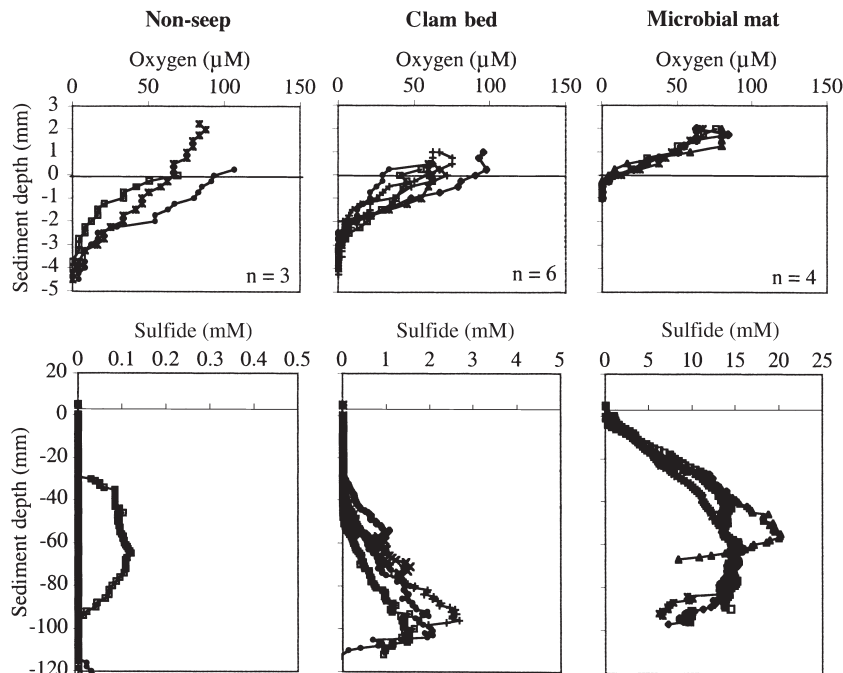 Non-seep Clam bed Microbial mat
Oxygen (µM) Oxygen (µM) Oxygen (µM)
0 50 100 150 0 50 100 150 0 50 100 150
Sediment depth (mm)
3
2
1
0
-1
-2
-3
-4
-5
n = 3 n = 6 n = 4
Sulfide (mM) Sulfide (mM) Sulfide (mM)
0 0.1 0.2 0.3 0.4 0.5 0 1 2 3 4 5 0 5 10 15 20 25
Sediment depth (mm)
20
0
-20
-40
-60
-80
-100
-120